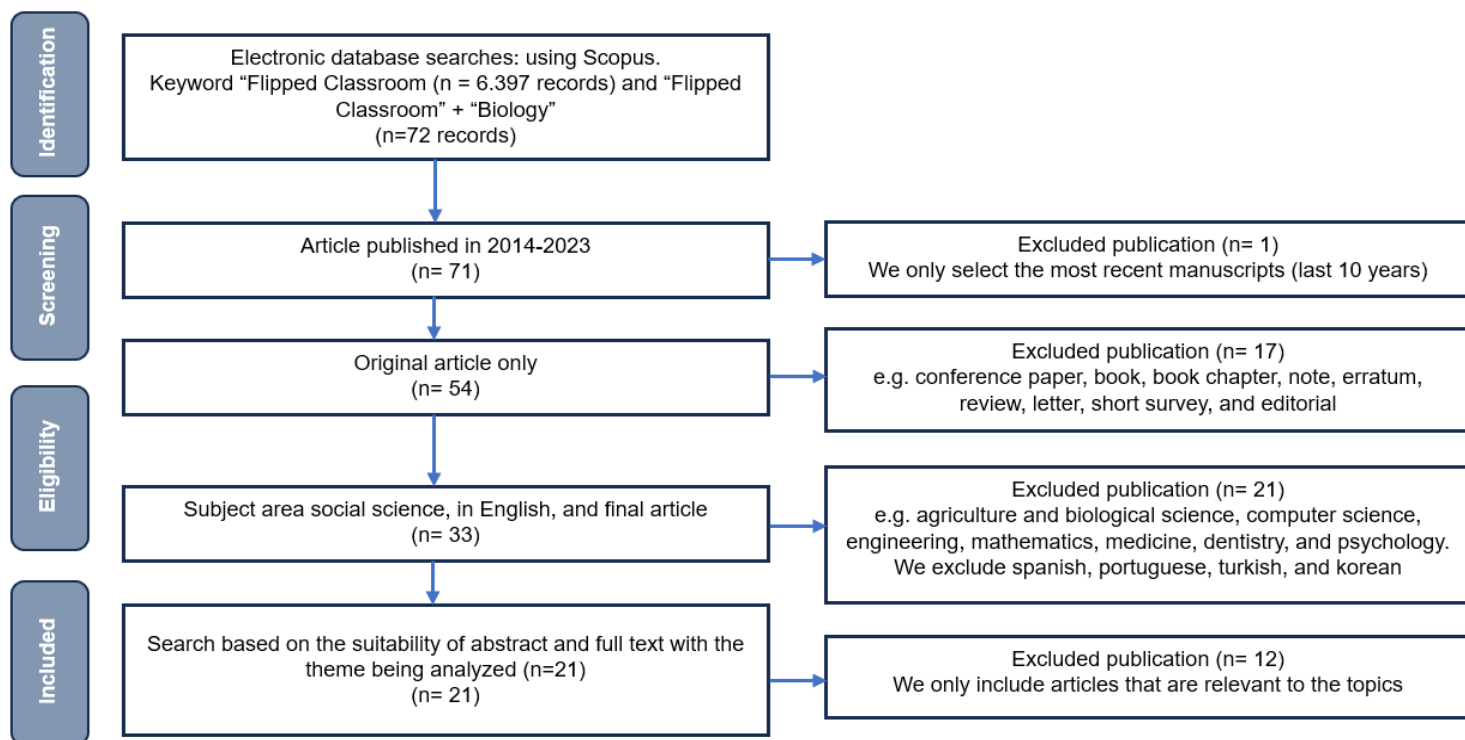 Identification
Electronic database searches: using Scopus.
Keyword “Flipped Classroom (n = 6.397 records) and “Flipped
Classroom” + “Biology”
(n=72 records)
Screening
Article published in 2014-2023
(n= 71)
Excluded publication (n= 1)
We only select the most recent manuscripts (last 10 years)
Original article only
(n= 54)
Excluded publication (n= 17)
e.g. conference paper, book, book chapter, note, erratum,
review, letter, short survey, and editorial
Eligibility
Subject area social science, in English, and final article
(n= 33)
Excluded publication (n= 21)
e.g. agriculture and biological science, computer science,
engineering, mathematics, medicine, dentistry, and psychology.
We exclude spanish, portuguese, turkish, and korean
Included
Search based on the suitability of abstract and full text with the
theme being analyzed (n=21)
(n= 21)
Excluded publication (n= 12)
We only include articles that are relevant to the topics